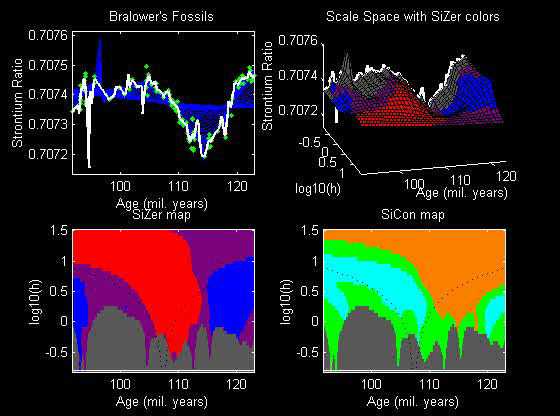 Bralower's Fossils
0.7076
0.7075
0.7074
0.7073
0.7072
Strontium Ratio
100
110
120
Age (mil. years)
Scale Space with SiZer colors
0.7076
0.7074
0.7072
Strontium Ratio
-0.5
0
0.5
1
log10(h)
100
110
120
Age (mil. years)
SiZer map
1.5
1
0.5
0
-0.5
log10(h)
100
110
120
Age (mil. years)
SiCon map
1.5
1
0.5
0
-0.5
log10(h)
100
110
120
Age (mil. years)